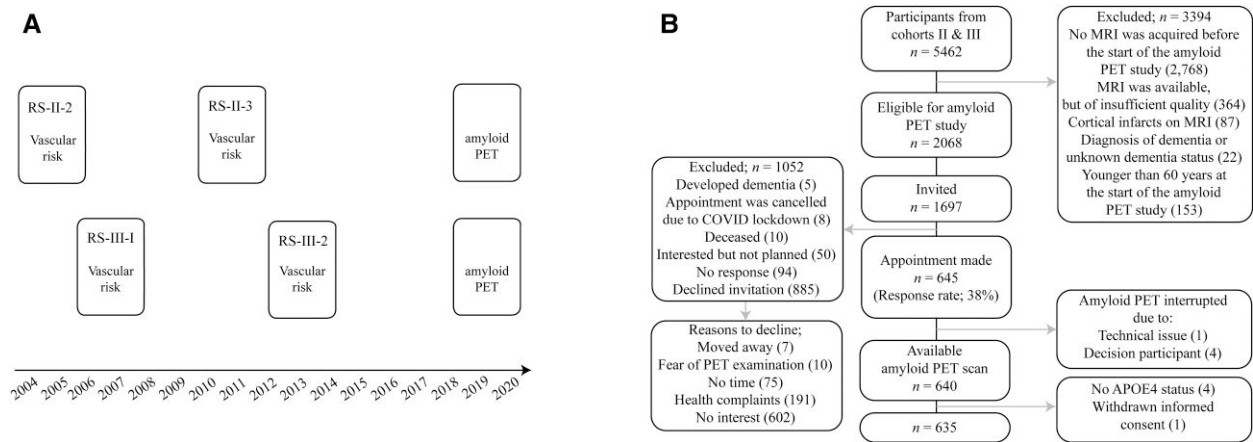 A
RS-II-2
Vascular
risk
RS-II-3
Vascular
risk
amyloid
PET
RS-III-I
Vascular
risk
RS-III-2
Vascular
risk
amyloid
PET
2004 2005 2006 2007 2008 2009 2010 2011 2012 2013 2014 2015 2016 2017 2018 2019 2020
B
Participants from
cohorts II & III
n = 5462
Excluded; n = 3394
No MRI was acquired before
the start of the amyloid
PET study (2,768)
MRI was available,
but of insufficient quality (364)
Cortical infarcts on MRI (87)
Diagnosis of dementia or
unknown dementia status (22)
Younger than 60 years at
the start of the amyloid
PET study (153)
Eligible for amyloid
PET study
n = 2068
Invited
n = 1697
Excluded; n = 1052
Developed dementia (5)
Appointment was cancelled
due to COVID lockdown (8)
Deceased (10)
Interested but not planned (50)
No response (94)
Declined invitation (885)
Reasons to decline;
Moved away (7)
Fear of PET examination (10)
No time (75)
Health complaints (191)
No interest (602)
Appointment made
n = 645
(Response rate; 38%)
Amyloid PET interrupted
due to:
Technical issue (1)
Decision participant (4)
Available
amyloid PET scan
n = 640
No APOE4 status (4)
Withdrawn informed
consent (1)
n = 635